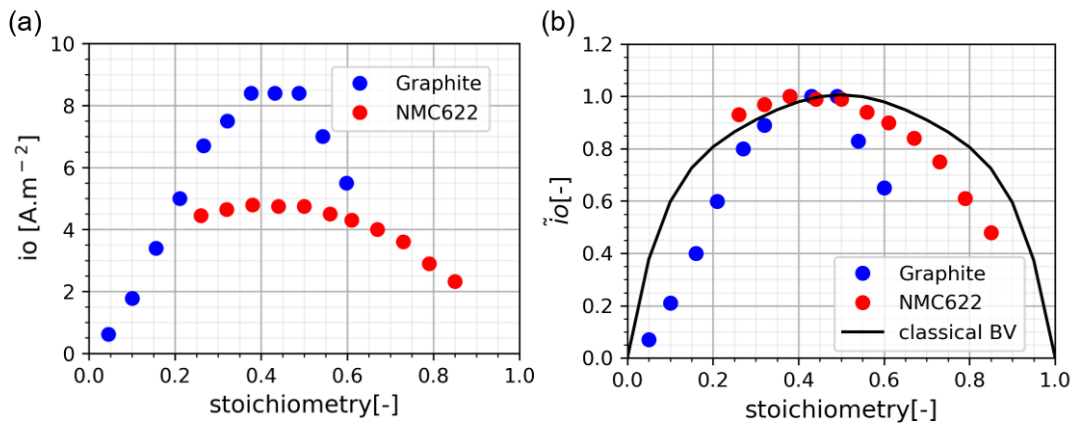 (a)
10
8
6
4
2
0
io [A.m⁻²]
Graphite
NMC622
0.0 0.2 0.4 0.6 0.8 1.0
stoichiometry[-]
(b)
1.2
1.0
0.8
0.6
0.4
0.2
0.0
ĩo[-]
Graphite
NMC622
classical BV
0.0 0.2 0.4 0.6 0.8 1.0
stoichiometry[-]